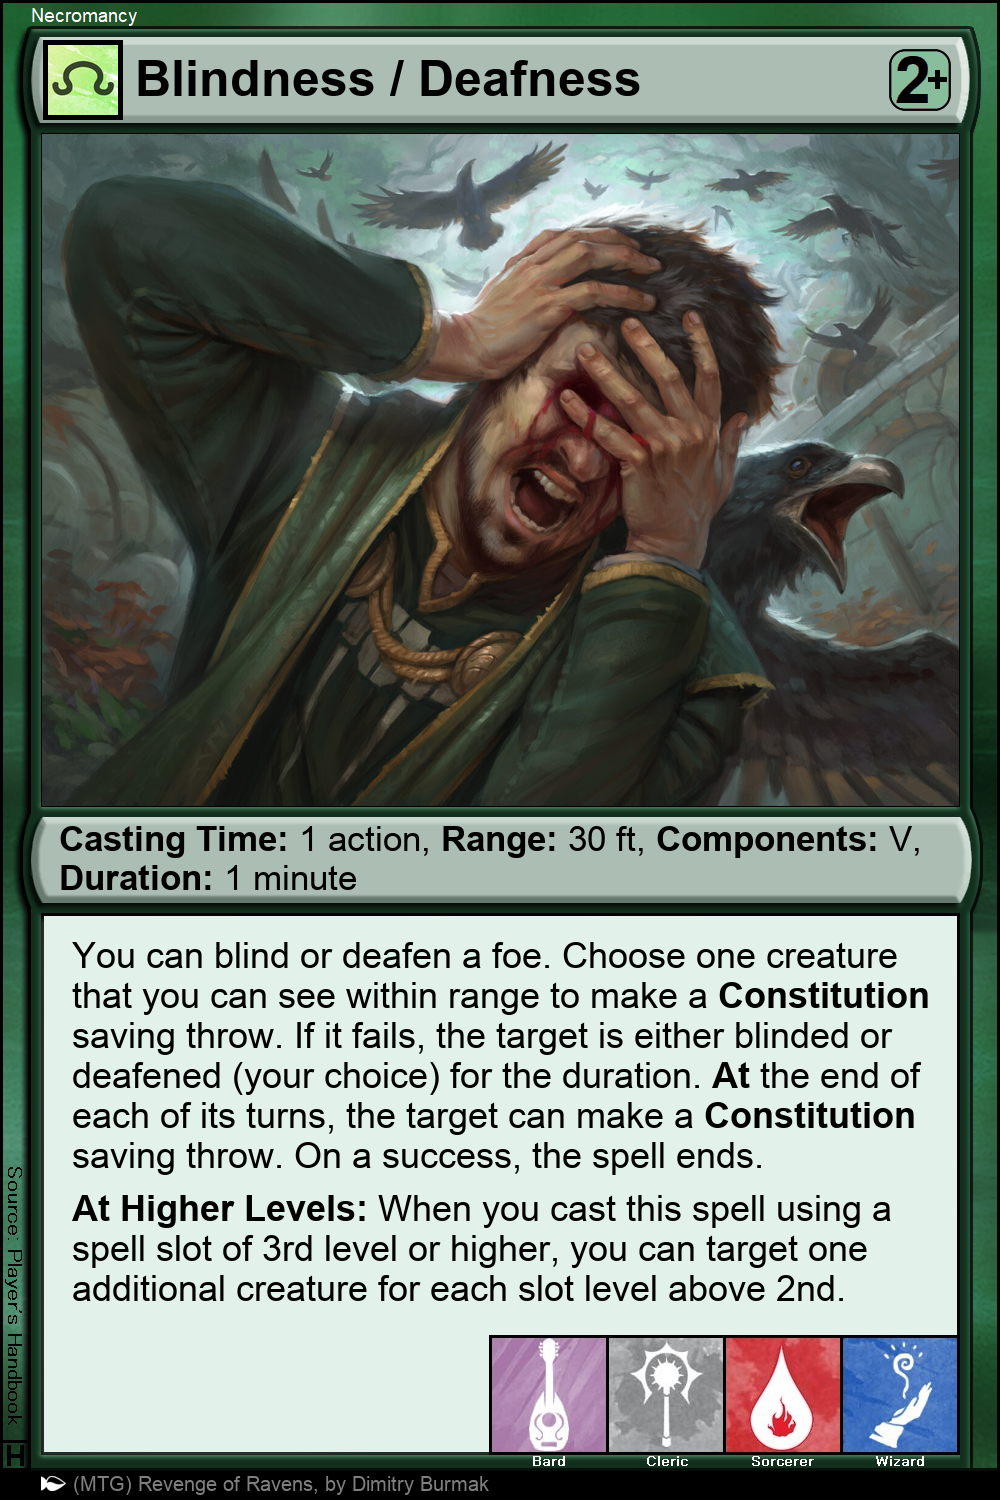 Necromancy
Blindness / Deafness
2+
Casting Time: 1 action, Range: 30 ft, Components: V,
Duration: 1 minute
You can blind or deafen a foe. Choose one creature
that you can see within range to make a Constitution
saving throw. If it fails, the target is either blinded or
deafened (your choice) for the duration. At the end of
each of its turns, the target can make a Constitution
saving throw. On a success, the spell ends.
At Higher Levels: When you cast this spell using a
spell slot of 3rd level or higher, you can target one
additional creature for each slot level above 2nd.
Source: Player's Handbook
H
Bard
Cleric
Sorcerer
Wizard
(MTG) Revenge of Ravens, by Dimitry Burmak